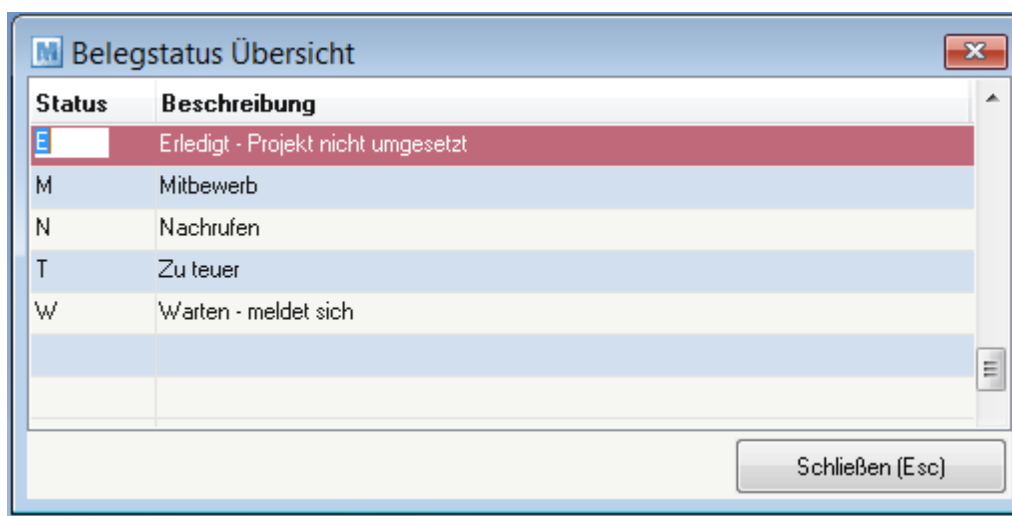 M Belegstatus Übersicht
Status Beschreibung
E Erledigt - Projekt nicht umgesetzt
M Mitbewerb
N Nachrufen
T Zu teuer
W Warten - meldet sich
Schließen (Esc)